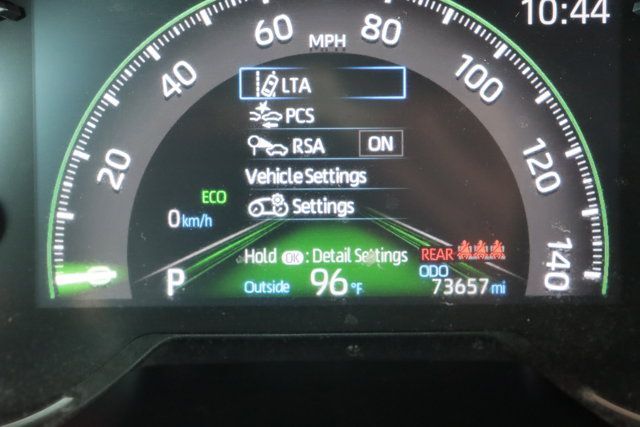 10:44
60 80
MPH
40 100
20 120
0 140
LTA
PCS
RSA ON
Vehicle Settings
Settings
ECO
0 km/h
Hold OK : Detail Settings
REAR
P
Outside 96 °F
ODO
73657 mi